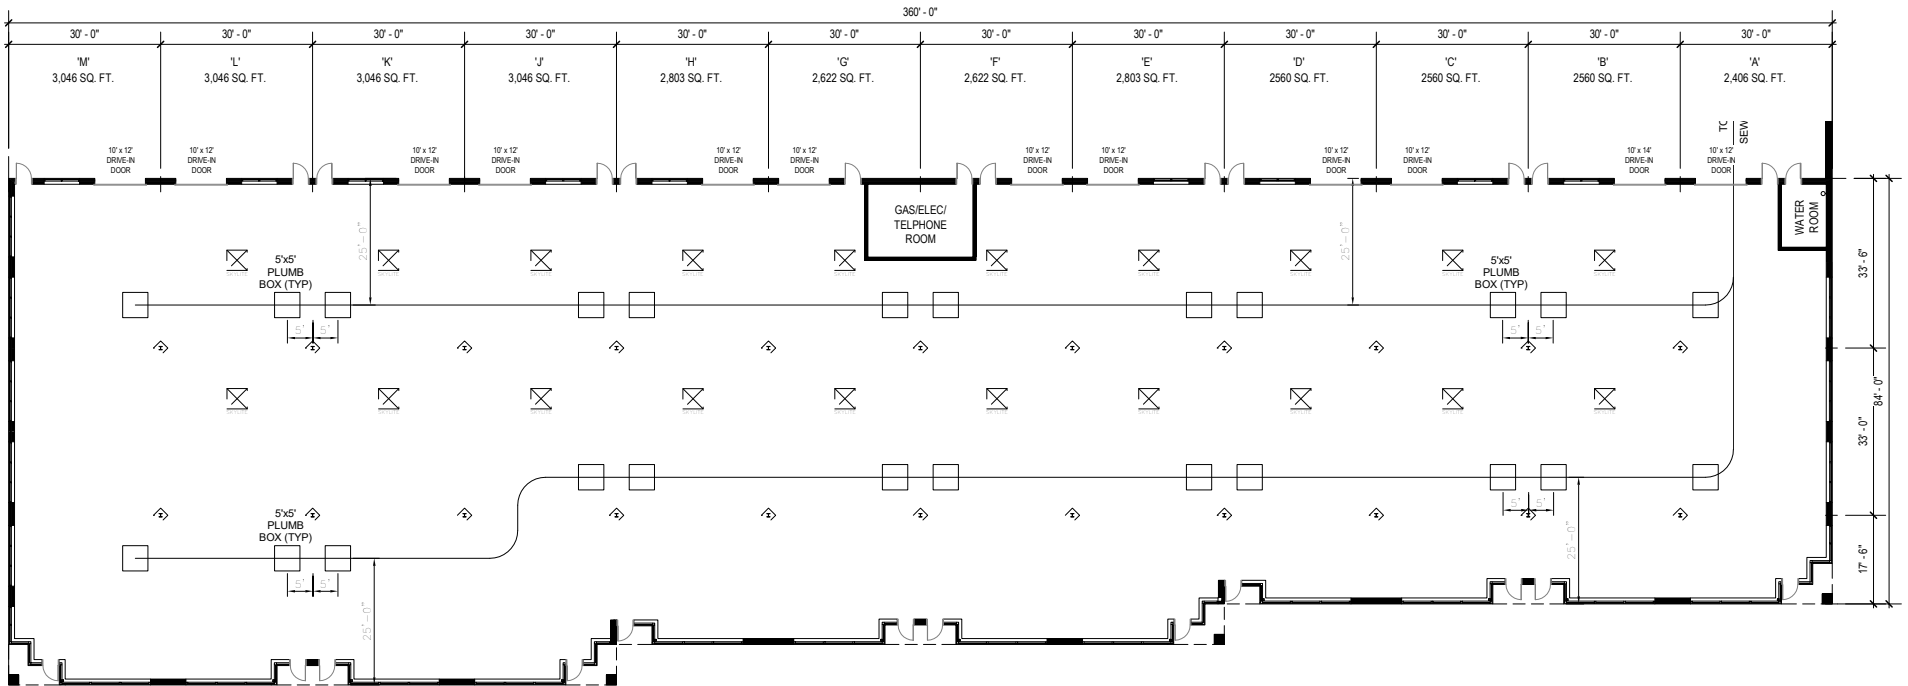 360' - 0"
30' - 0" 30' - 0" 30' - 0" 30' - 0" 30' - 0" 30' - 0" 30' - 0" 30' - 0" 30' - 0" 30' - 0" 30' - 0" 30' - 0"
'M' 'L' 'K' 'J' 'H' 'G' 'F' 'E' 'D' 'C' 'B' 'A'
3,046 SQ. FT. 3,046 SQ. FT. 3,046 SQ. FT. 3,046 SQ. FT. 2,803 SQ. FT. 2,622 SQ. FT. 2,622 SQ. FT. 2,803 SQ. FT. 2560 SQ. FT. 2560 SQ. FT. 2560 SQ. FT. 2,406 SQ. FT.
TO
SEW
10' x 12' 10' x 12' 10' x 12' 10' x 12' 10' x 12' 10' x 12' 10' x 12' 10' x 12' 10' x 12' 10' x 12' 10' x 14' 10' x 12'
DRIVE-IN DRIVE-IN DRIVE-IN DRIVE-IN DRIVE-IN DRIVE-IN DRIVE-IN DRIVE-IN DRIVE-IN DRIVE-IN DRIVE-IN DRIVE-IN
DOOR DOOR DOOR DOOR DOOR DOOR DOOR DOOR DOOR DOOR DOOR DOOR
GAS/ELEC/
TELPHONE
ROOM
WATER
ROOM
25'-0"
25'-0"
33' - 6"
5'x5'
PLUMB
BOX (TYP)
5'x5'
PLUMB
BOX (TYP)
5' 5'
5' 5'
84' - 0"
33' - 0"
5' 5'
5'x5'
PLUMB
BOX (TYP)
25'-0"
17' - 6"
5' 5'
25'-0"